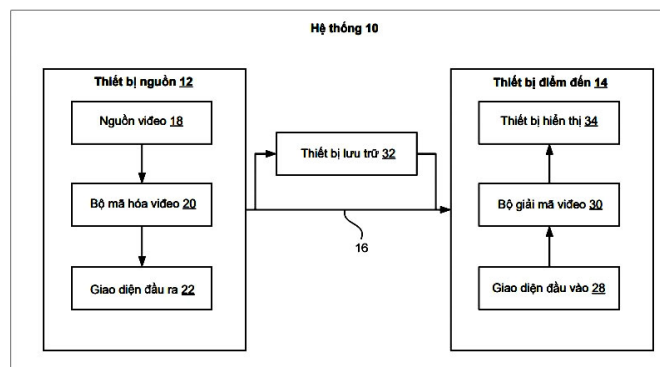 Hệ thống 10
Thiết bị nguồn 12
Nguồn video 18
Bộ mã hóa video 20
Giao diện đầu ra 22
Thiết bị lưu trữ 32
16
Thiết bị điểm đến 14
Thiết bị hiển thị 34
Bộ giải mã video 30
Giao diện đầu vào 28